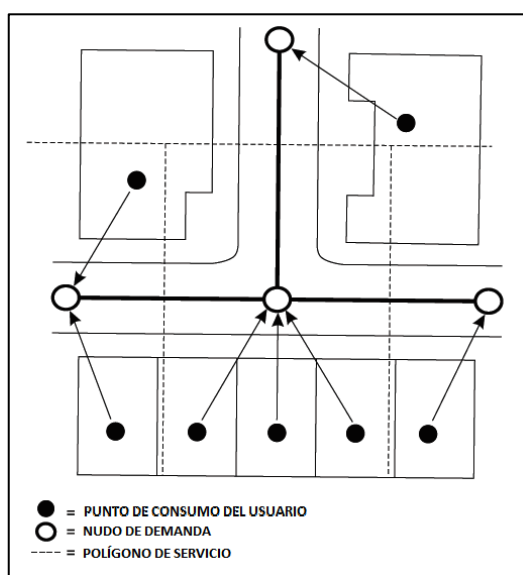 = PUNTO DE CONSUMO DEL USUARIO
= NUDO DE DEMANDA
= POLÍGONO DE SERVICIO